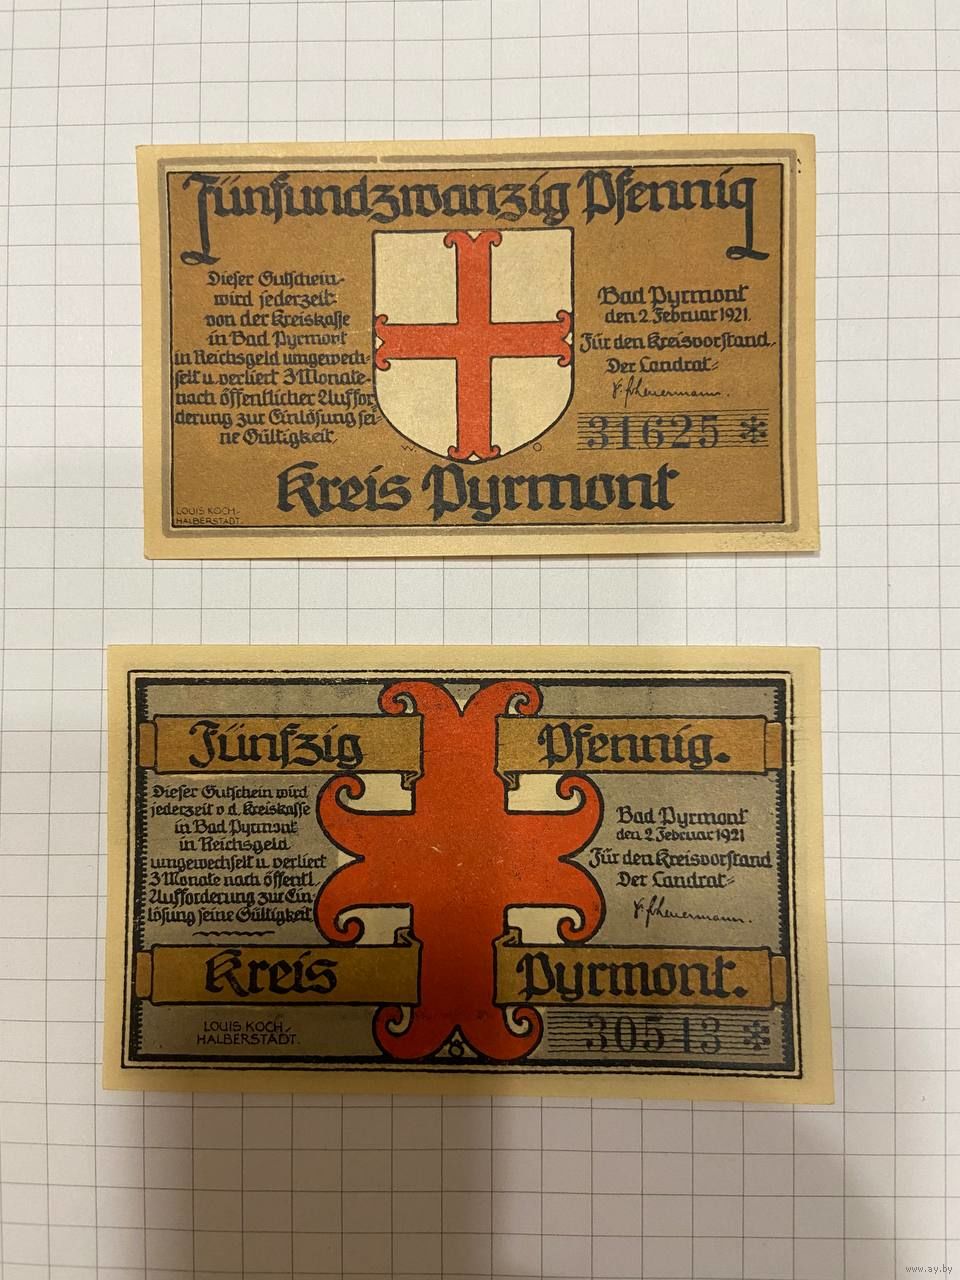 Fünfundzwanzig Pfennig
Dieser Gutschein
wird jederzeit
von der Kreiskasse
in Bad Pyrmont
in Reichsgeld umgewech-
selt u. verliert 3 Monate
nach öffentlicher Auffor-
derung zur Einlösung sei-
ne Gültigkeit.
Bad Pyrmont
den 2. Februar 1921.
Für den Kreisvorstand.
Der Landrat:
31625 *
W. O.
Kreis Pyrmont
LOUIS KOCH-
HALBERSTADT.
Fünfzig Pfennig.
Dieser Gutschein wird
jederzeit v. d. Kreiskasse
in Bad Pyrmont
in Reichsgeld
umgewechselt u. verliert
3 Monate nach öffentl.
Aufforderung zur Ein-
lösung seine Gültigkeit.
Bad Pyrmont
den 2. Februar 1921
Für den Kreisvorstand
Der Landrat:
Kreis Pyrmont.
LOUIS KOCH,
HALBERSTADT.
30513 *
www.ay.by